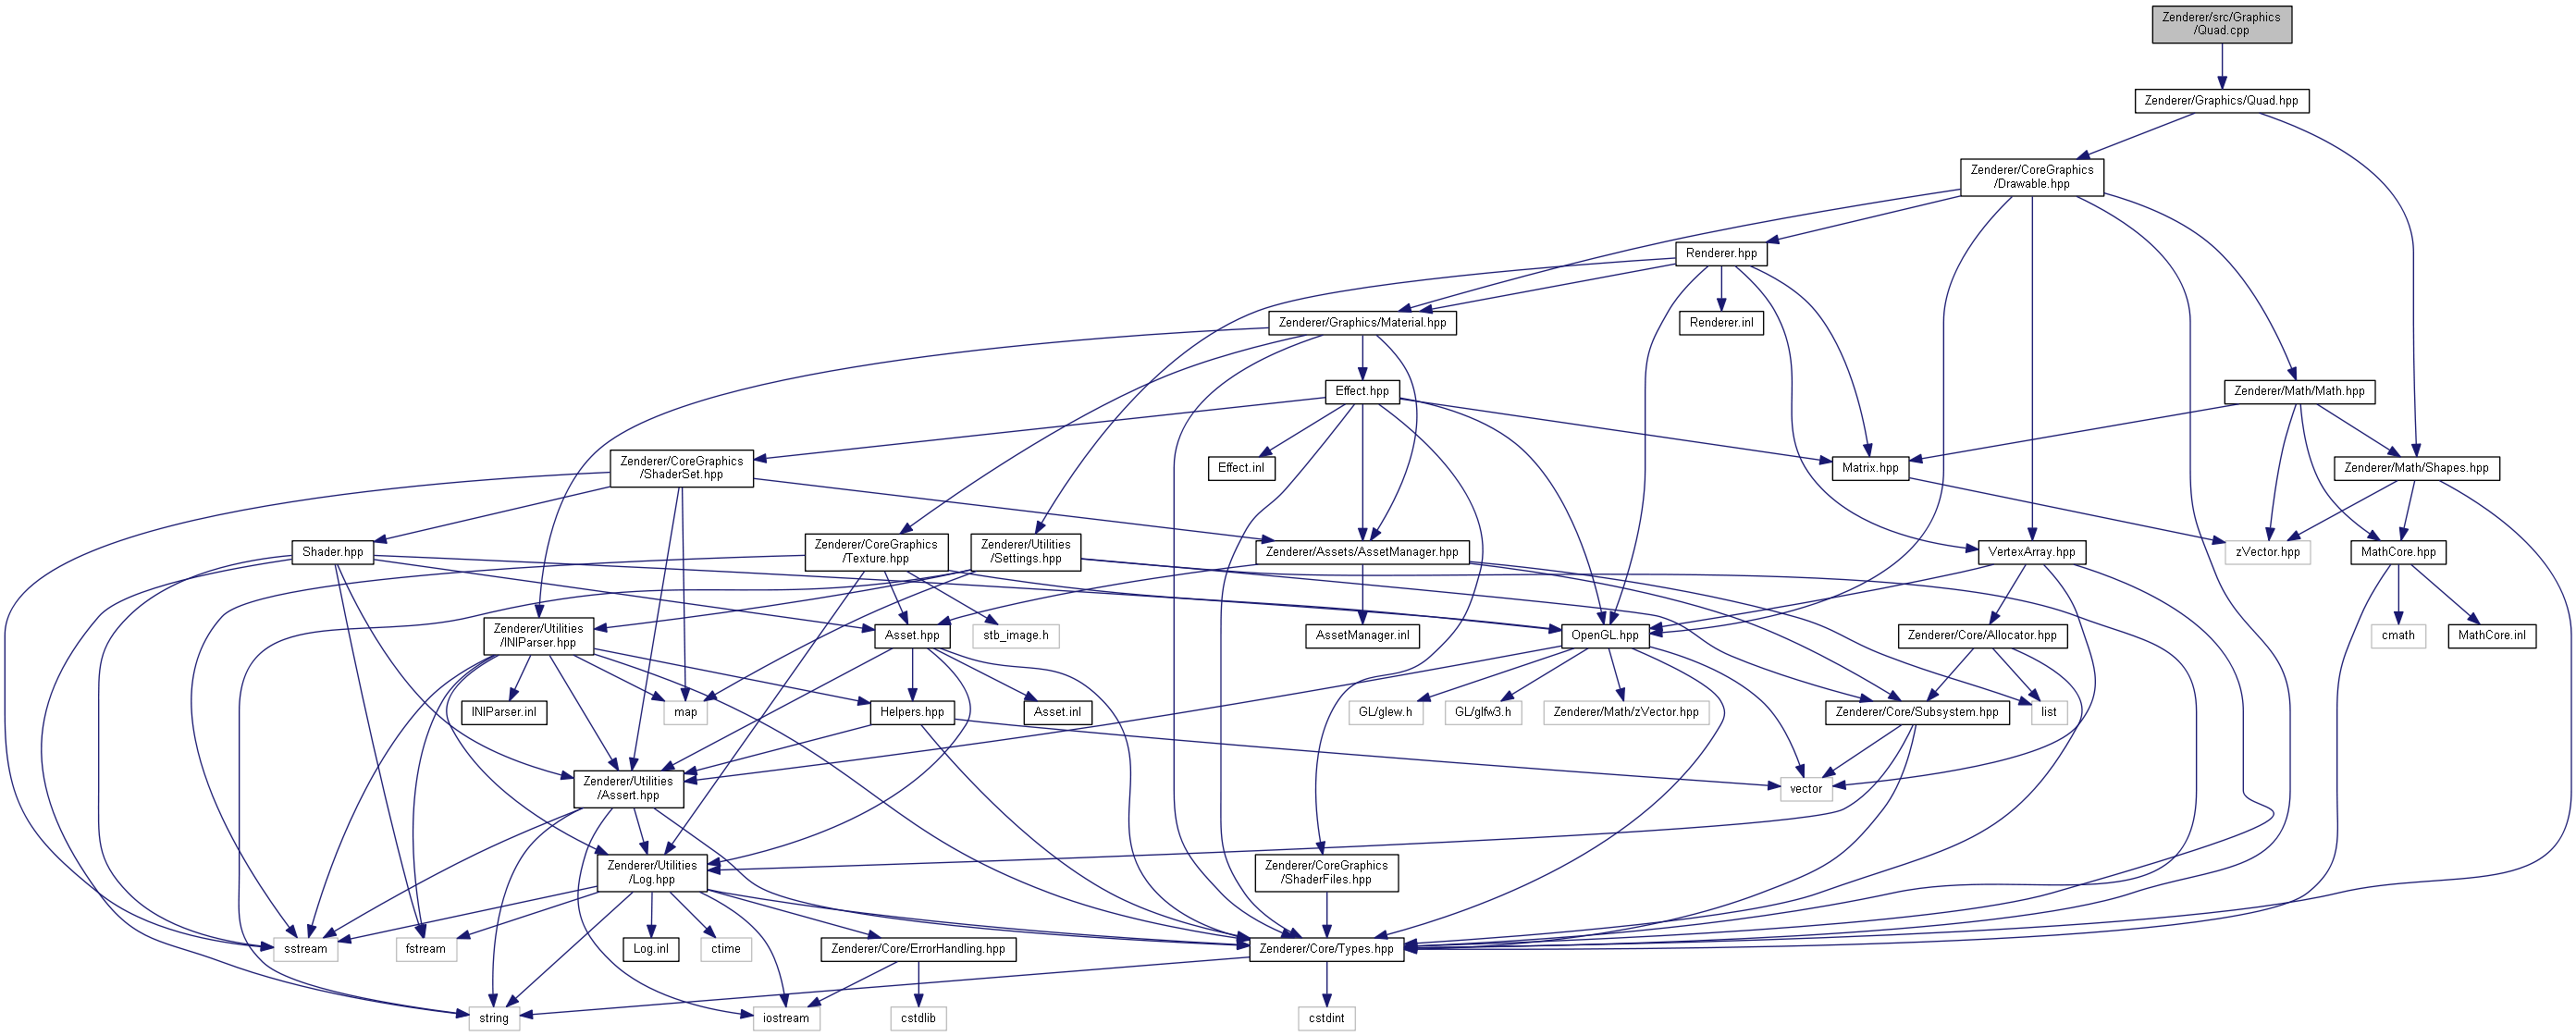 Zenderer/src/Graphics
/Quad.cpp
Zenderer/Graphics/Quad.hpp
Zenderer/CoreGraphics
/Drawable.hpp
Renderer.hpp
Zenderer/Graphics/Material.hpp
Renderer.inl
Effect.hpp
Zenderer/Math/Math.hpp
Zenderer/CoreGraphics
/ShaderSet.hpp
Effect.inl
Matrix.hpp
Zenderer/Math/Shapes.hpp
Shader.hpp
Zenderer/CoreGraphics
/Texture.hpp
Zenderer/Utilities
/Settings.hpp
Zenderer/Assets/AssetManager.hpp
VertexArray.hpp
zVector.hpp
MathCore.hpp
Zenderer/Utilities
/INIParser.hpp
Asset.hpp
stb_image.h
AssetManager.inl
OpenGL.hpp
Zenderer/Core/Allocator.hpp
cmath
MathCore.inl
INIParser.inl
map
Helpers.hpp
Asset.inl
GL/glew.h
GL/glfw3.h
Zenderer/Math/zVector.hpp
Zenderer/Core/Subsystem.hpp
list
Zenderer/Utilities
/Assert.hpp
vector
Zenderer/Utilities
/Log.hpp
Zenderer/CoreGraphics
/ShaderFiles.hpp
sstream
fstream
Log.inl
ctime
Zenderer/Core/ErrorHandling.hpp
Zenderer/Core/Types.hpp
string
iostream
cstdlib
cstdint